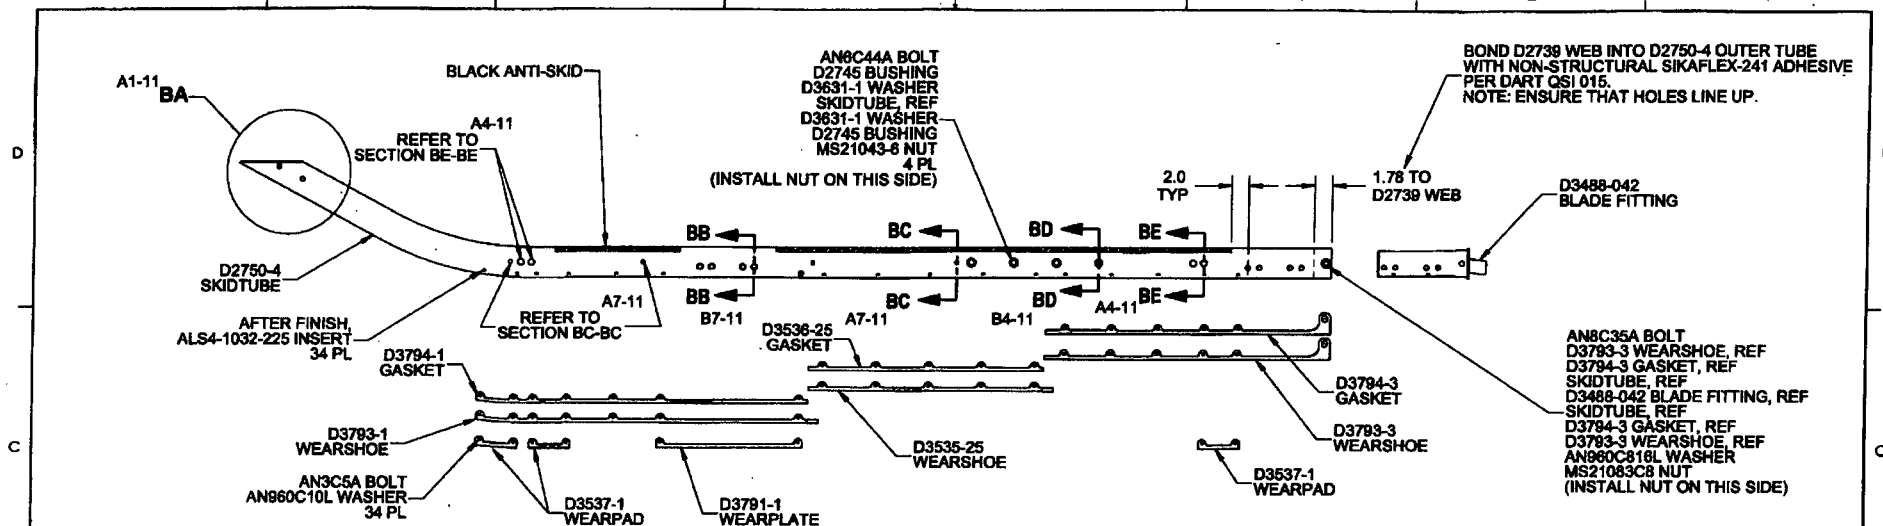 A1-11
BA
BLACK ANTI-SKID
A4-11
REFER TO
SECTION BE-BE
AN6C44A BOLT
D2745 BUSHING
D3631-1 WASHER
SKIDTUBE, REF
D3631-1 WASHER
D2745 BUSHING
MS21043-6 NUT
4 PL
(INSTALL NUT ON THIS SIDE)
BOND D2739 WEB INTO D2750-4 OUTER TUBE
WITH NON-STRUCTURAL SIKAFLEX-241 ADHESIVE
PER DART QSI 015.
NOTE: ENSURE THAT HOLES LINE UP.
D
2.0
TYP
1.78 TO
D2739 WEB
D3488-042
BLADE FITTING
BB
BC
BD
BE
D2750-4
SKIDTUBE
BB
BC
BD
BE
A7-11
B7-11
A7-11
B4-11
A4-11
REFER TO
SECTION BC-BC
AFTER FINISH,
ALS4-1032-225 INSERT
34 PL
D3794-1
GASKET
D3536-25
GASKET
D3794-3
GASKET
AN8C35A BOLT
D3793-3 WEARSHOE, REF
D3794-3 GASKET, REF
SKIDTUBE, REF
D3488-042 BLADE FITTING, REF
SKIDTUBE, REF
D3794-3 GASKET, REF
D3793-3 WEARSHOE, REF
AN960C816L WASHER
MS21083C8 NUT
(INSTALL NUT ON THIS SIDE)
C
D3793-1
WEARSHOE
D3535-25
WEARSHOE
D3793-3
WEARSHOE
AN3C5A BOLT
AN960C10L WASHER
34 PL
D3537-1
WEARPAD
D3791-1
WEARPLATE
D3537-1
WEARPAD